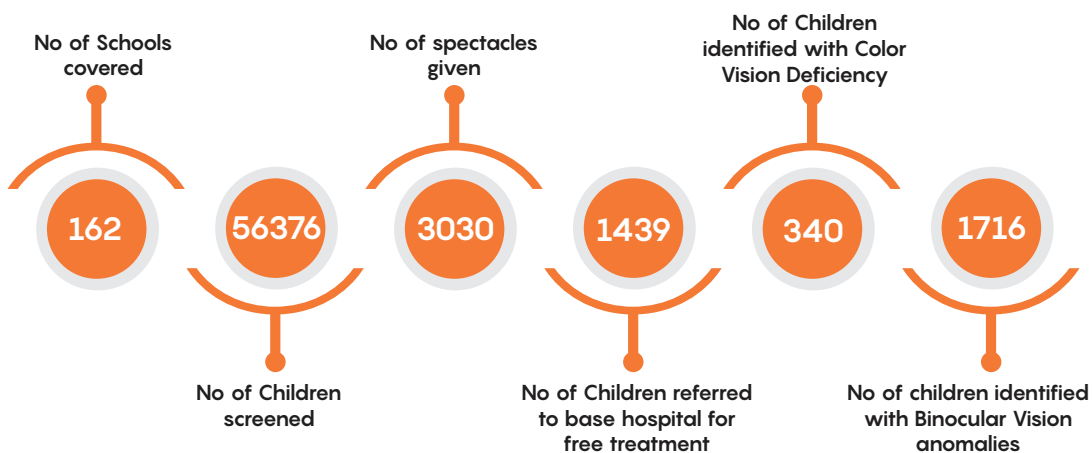 No of Schools
covered
162
56376
No of Children
screened
No of spectacles
given
3030
1439
No of Children referred
to base hospital for
free treatment
No of Children
identified with Color
Vision Deficiency
340
1716
No of children identified
with Binocular Vision
anomalies